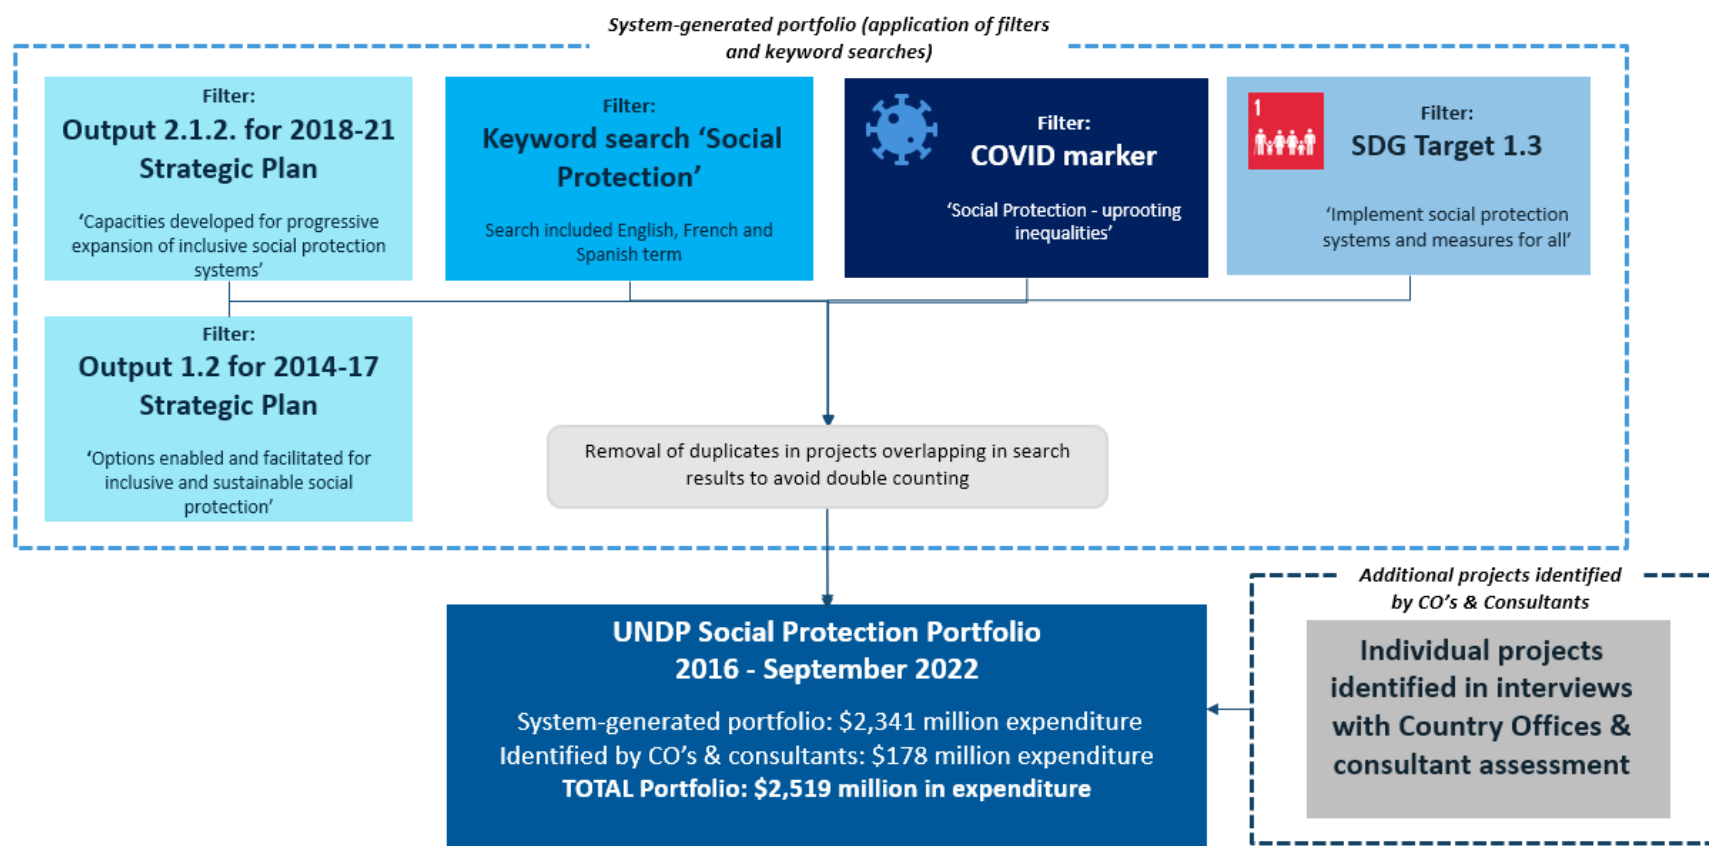 System-generated portfolio (application of filters
and keyword searches)
Filter:
Output 2.1.2. for 2018-21
Strategic Plan
‘Capacities developed for progressive
expansion of inclusive social protection
systems’
Filter:
Keyword search ‘Social
Protection’
Search included English, French and
Spanish term
Filter:
COVID marker
‘Social Protection - uprooting
inequalities’
1
Filter:
SDG Target 1.3
‘Implement social protection
systems and measures for all’
Filter:
Output 1.2 for 2014-17
Strategic Plan
‘Options enabled and facilitated for
inclusive and sustainable social
protection’
Removal of duplicates in projects overlapping in search
results to avoid double counting
Additional projects identified
by CO’s & Consultants
Individual projects
identified in interviews
with Country Offices &
consultant assessment
UNDP Social Protection Portfolio
2016 - September 2022
System-generated portfolio: $2,341 million expenditure
Identified by CO’s & consultants: $178 million expenditure
TOTAL Portfolio: $2,519 million in expenditure